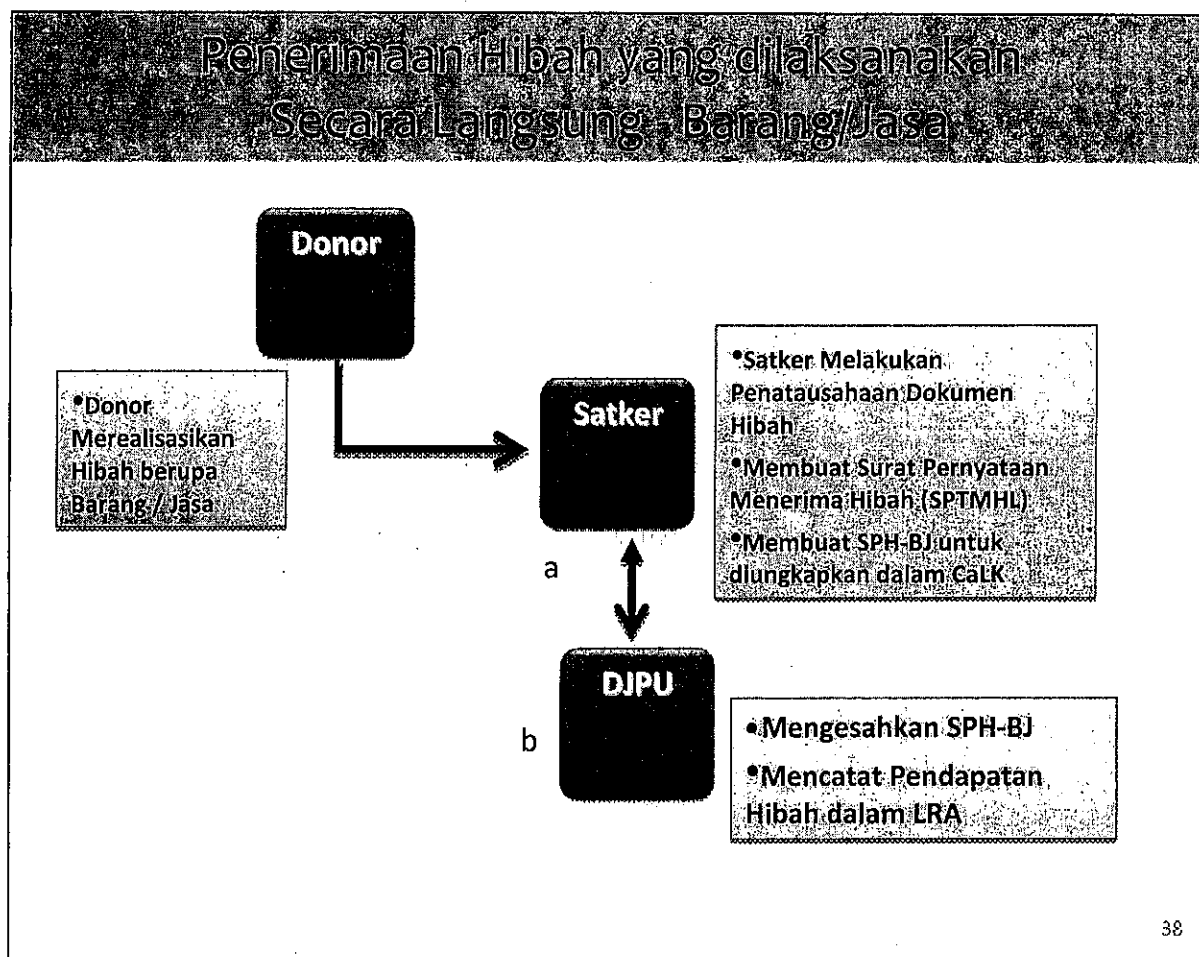 Penerimaan Hibah yang dilaksanakan
Secara Langsung - Barang/Jasa
Donor
•Donor
Merealisasikan
Hibah berupa
Barang / Jasa
Satker
•Satker Melakukan
Penatausahaan Dokumen
Hibah
•Membuat Surat Pernyataan
Menerima Hibah (SPTMHL)
•Membuat SPH-BJ untuk
diungkapkan dalam CaLK
a
DJPU
b
•Mengesahkan SPH-BJ
•Mencatat Pendapatan
Hibah dalam LRA
38